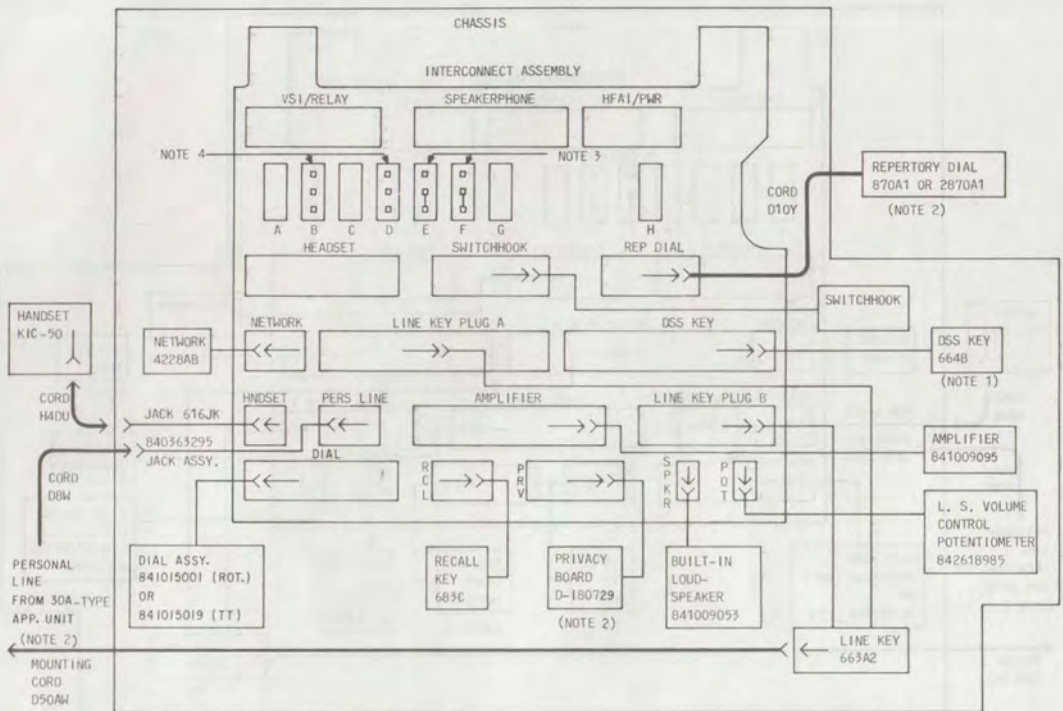 CHASSIS
INTERCONNECT ASSEMBLY
VSI/RELAY
SPEAKERPHONE
HFAI/PWR
NOTE 4
NOTE 3
A
B
C
D
E
F
G
H
CORD
D10Y
REPERTORY DIAL
870A1 OR 2870A1
(NOTE 2)
HEADSET
SWITCHHOOK
REP DIAL
SWITCHHOOK
HANDSET
KIC-50
NETWORK
4228AB
NETWORK
LINE KEY PLUG A
DSS KEY
DSS KEY
664B
(NOTE 1)
CORD
H4DU
JACK 616JK
HNDSET
PERS LINE
AMPLIFIER
LINE KEY PLUG B
840363295
JACK ASSY.
AMPLIFIER
841009095
CORD
D8W
DIAL
RCL
PRV
SPKR
POT
L. S. VOLUME
CONTROL
POTENTIOMETER
842618985
PERSONAL
LINE
FROM 30A-TYPE
APP. UNIT
(NOTE 2)
DIAL ASSY.
841015001 (ROT.)
OR
841015019 (TT)
RECALL
KEY
683C
PRIVACY
BOARD
D-180729
(NOTE 2)
BUILT-IN
LOUD-
SPEAKER
841009053
LINE KEY
663A2
MOUNTING
CORD
D50AW